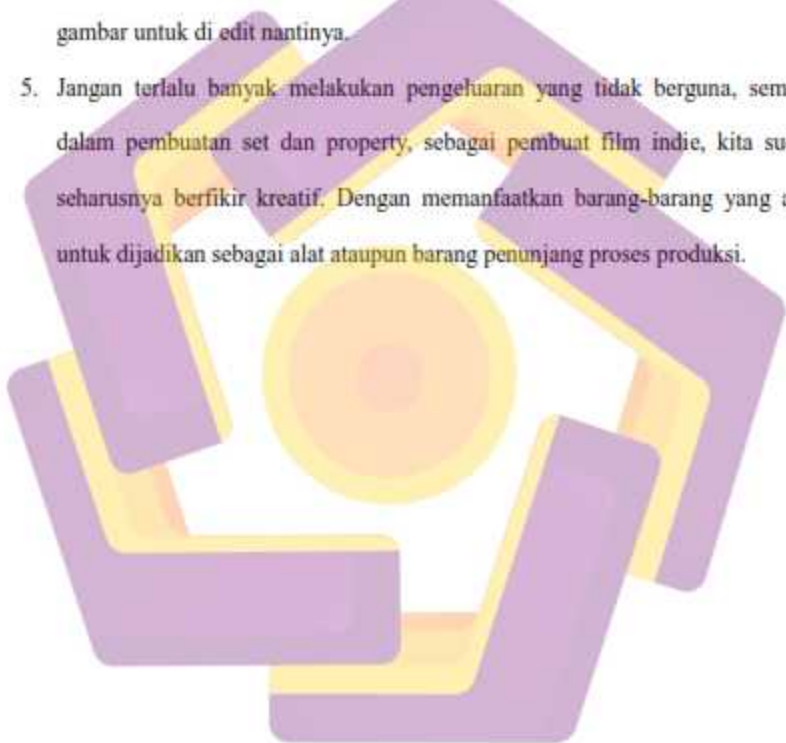 gambar untuk di edit nantinya.
5. Jangan terlalu banyak melakukan pengeluaran yang tidak berguna, sem
dalam pembuatan set dan property, sebagai pembuat film indie, kita su
seharusnya berfikir kreatif. Dengan memanfaatkan barang-barang yang a
untuk dijadikan sebagai alat ataupun barang penunjang proses produksi.